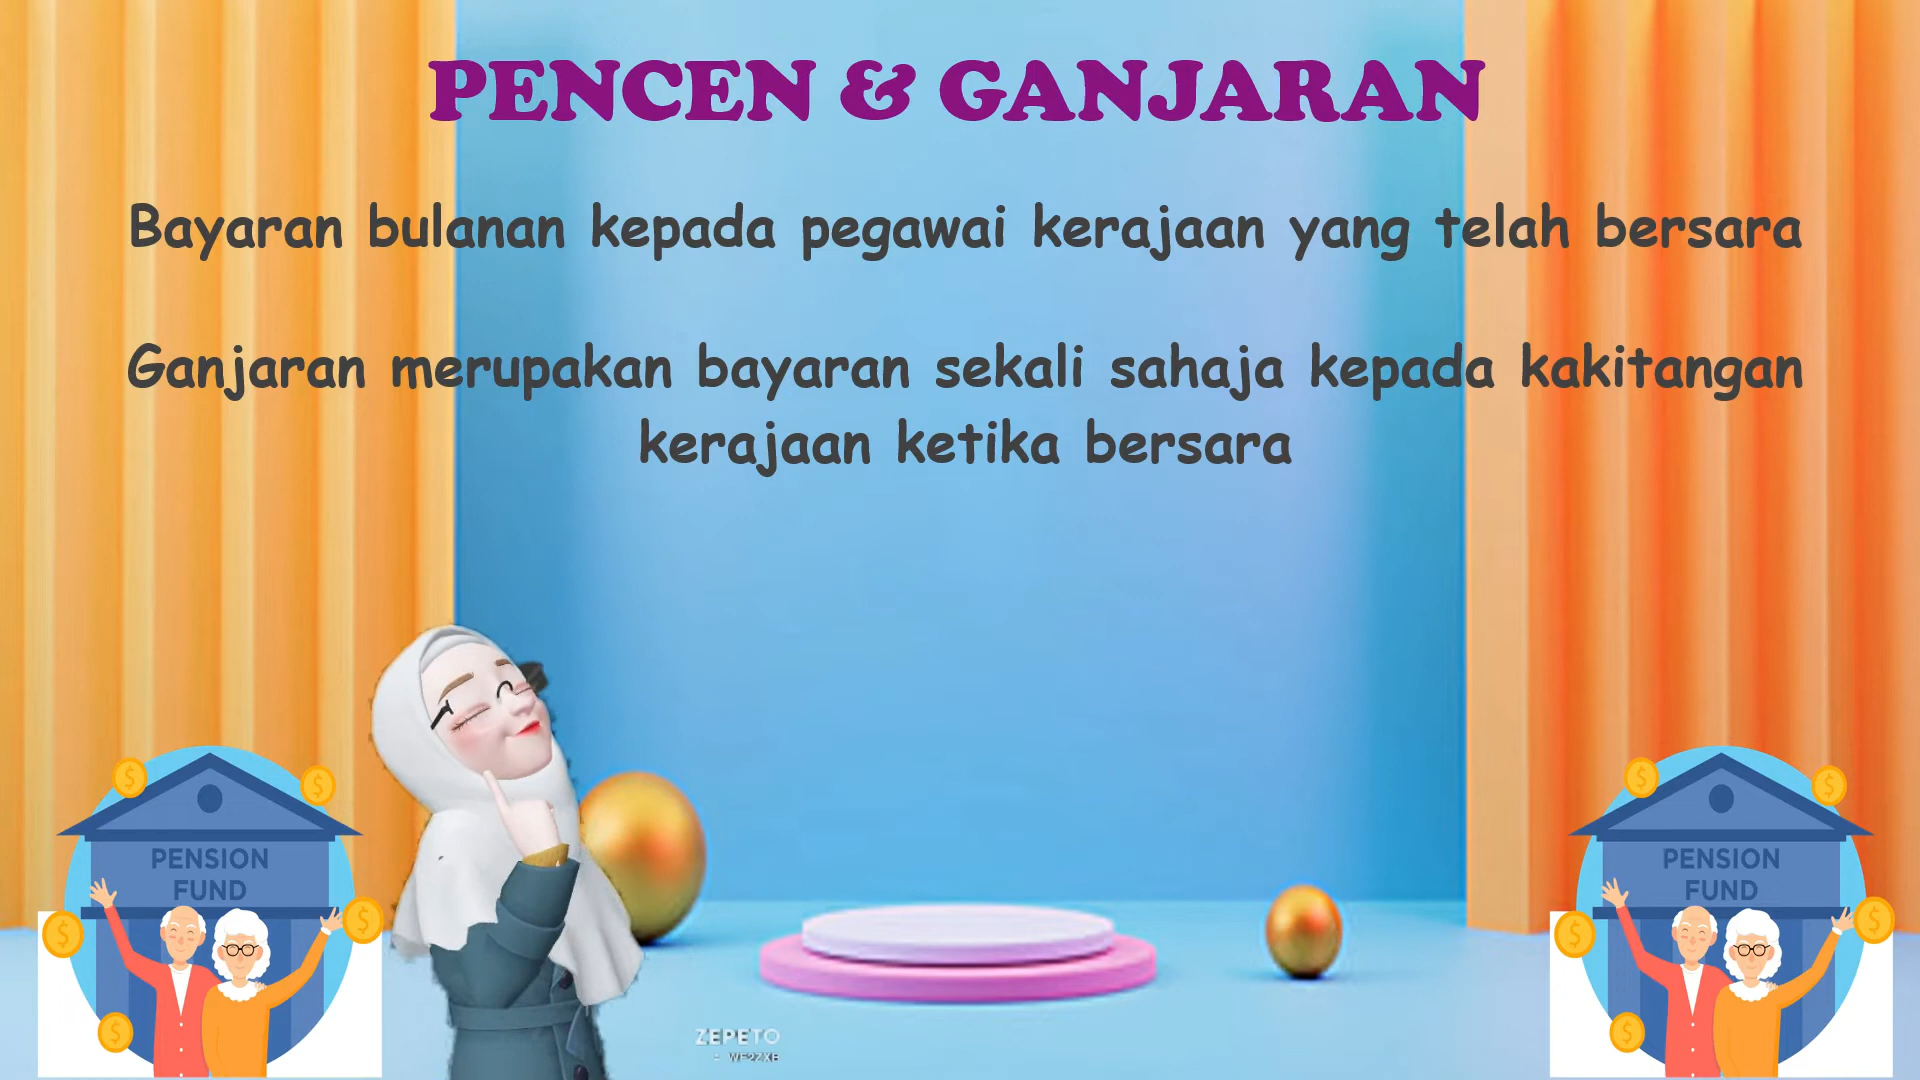 PENCEN & GANJARAN
Bayaran bulanan kepada pegawai kerajaan yang telah bersara
Ganjaran merupakan bayaran sekali sahaja kepada kakitangan
kerajaan ketika bersara
PENSION
FUND
PENSION
FUND
ZEPETO